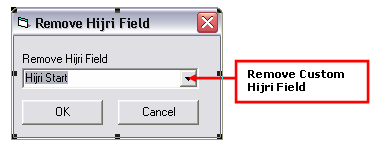 Remove Hijri Field
Remove Hijri Field
Hijri Start
OK
Cancel
Remove Custom
Hijri Field